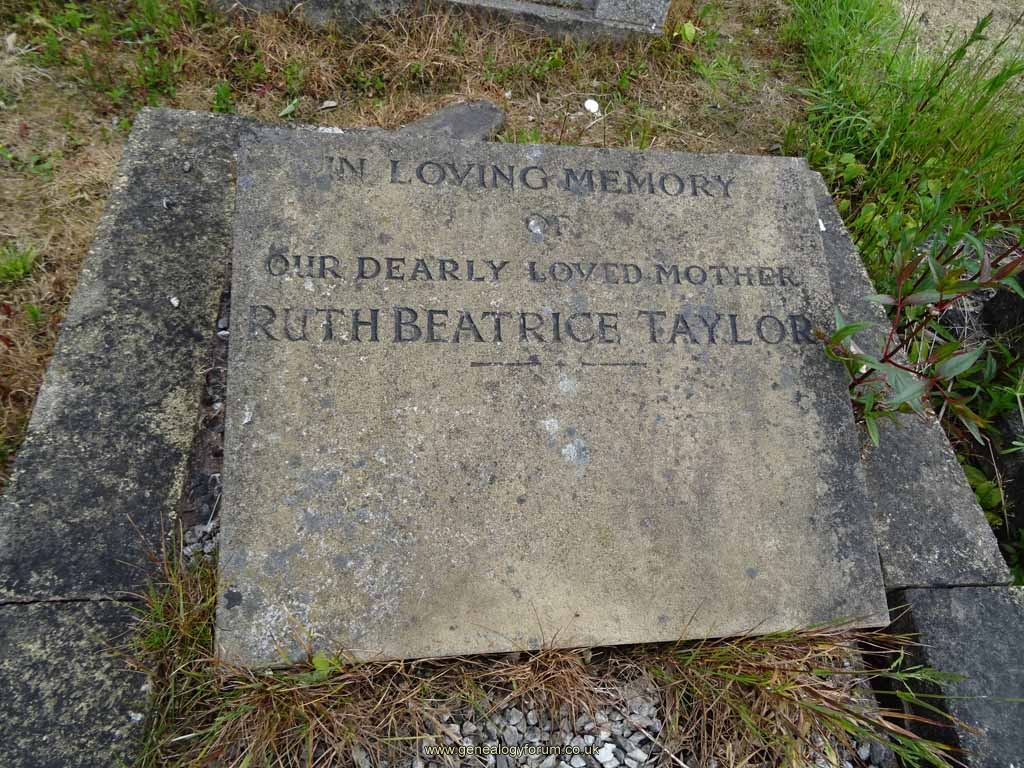 IN LOVING MEMORY
OF
OUR DEARLY LOVED MOTHER
RUTH BEATRICE TAYLOR
www.genealogyforum.co.uk